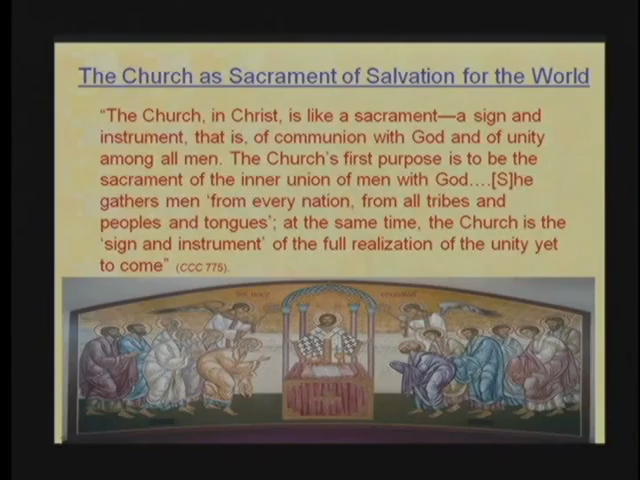 The Church as Sacrament of Salvation for the World
“The Church, in Christ, is like a sacrament—a sign and
instrument, that is, of communion with God and of unity
among all men. The Church’s first purpose is to be the
sacrament of the inner union of men with God….[S]he
gathers men ‘from every nation, from all tribes and
peoples and tongues’; at the same time, the Church is the
‘sign and instrument’ of the full realization of the unity yet
to come” (CCC 775).
THE HOLY